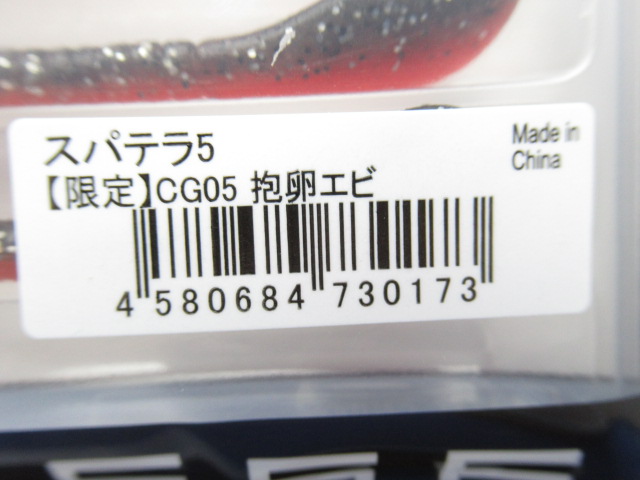 スパテラ5
【限定】CG05 抱卵エビ
Made in
China
4 580684 730173